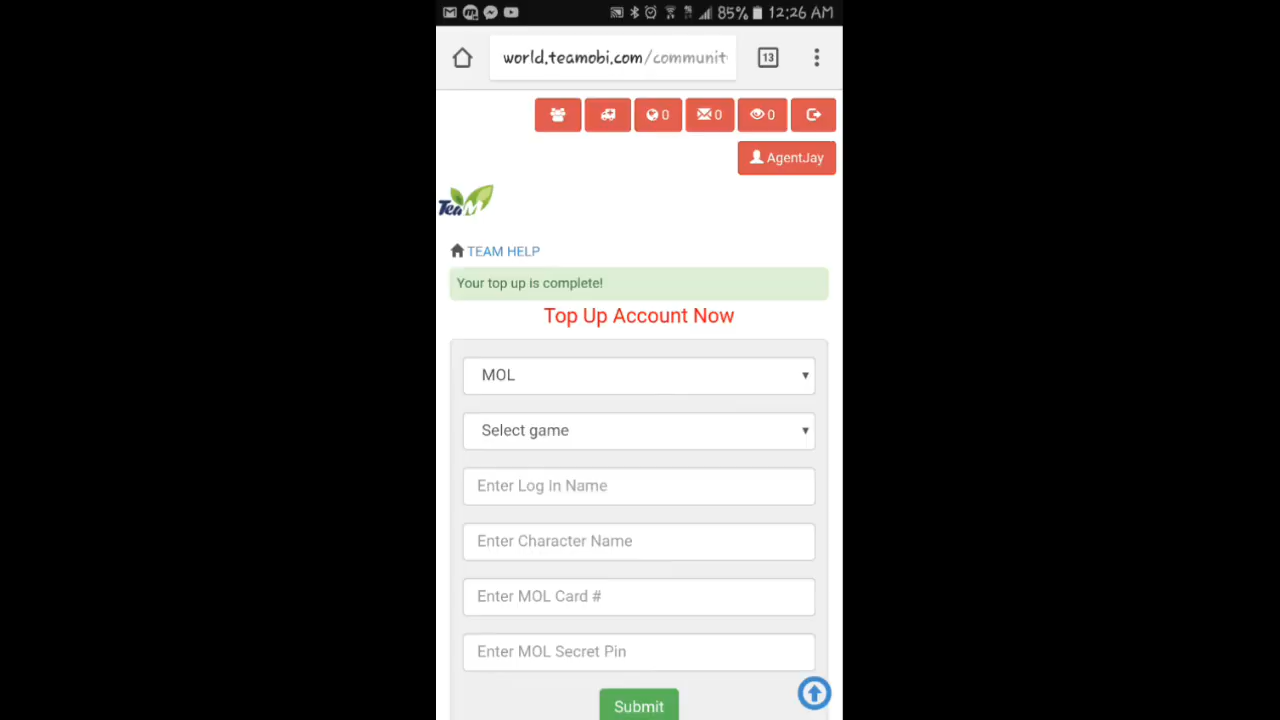 85% 12:26 AM
world.teamobi.com/communit
13
0
0
0
AgentJay
TeaM
TEAM HELP
Your top up is complete!
Top Up Account Now
MOL
Select game
Enter Log In Name
Enter Character Name
Enter MOL Card #
Enter MOL Secret Pin
Submit